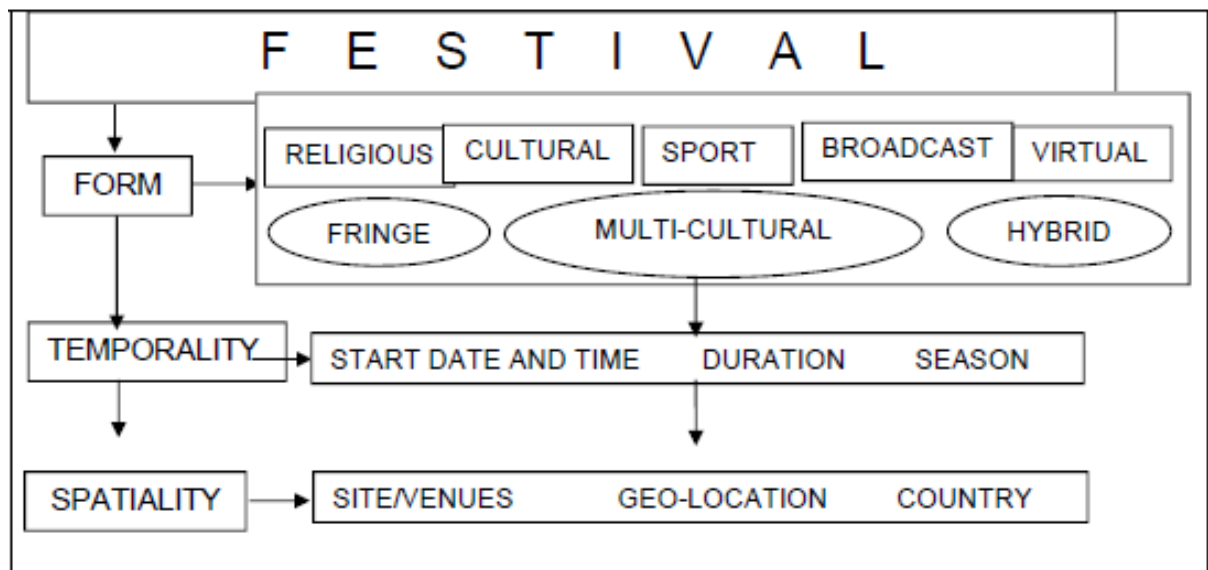 F E S T I V A L
RELIGIOUS CULTURAL SPORT BROADCAST VIRTUAL
FORM
FRINGE MULTI-CULTURAL HYBRID
TEMPORALITY START DATE AND TIME DURATION SEASON
SPATIALITY SITE/VENUES GEO-LOCATION COUNTRY